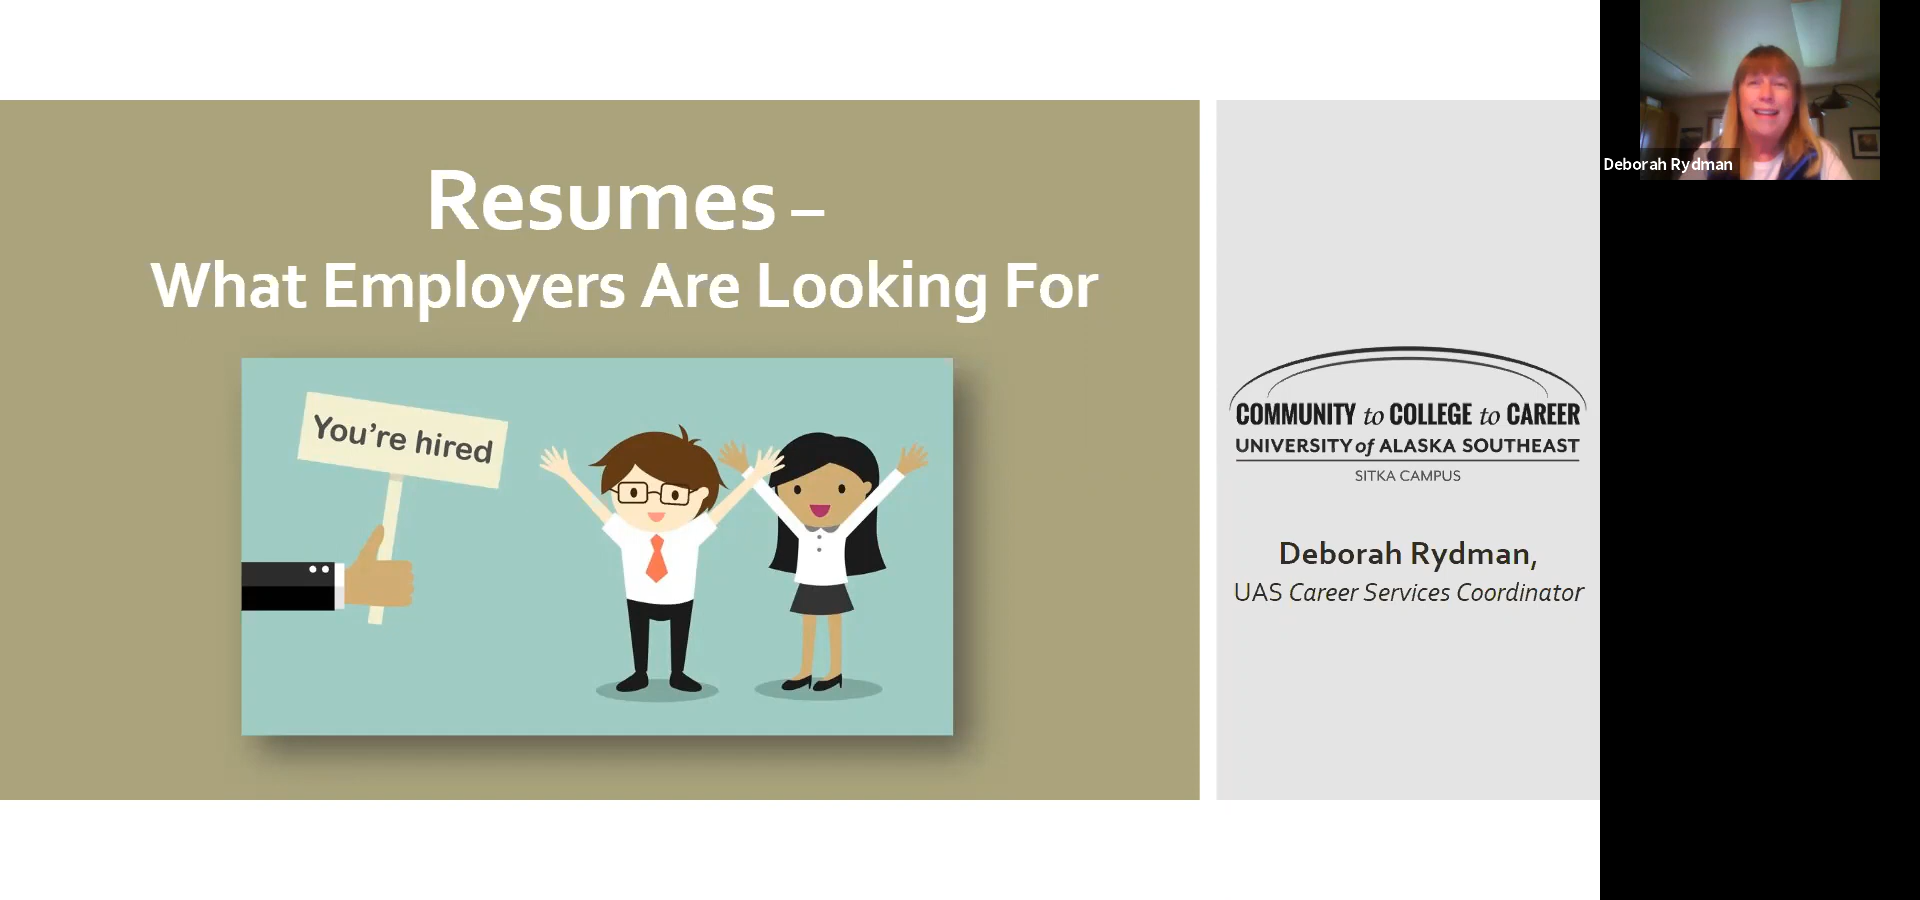 Resumes –
What Employers Are Looking For
You're hired
COMMUNITY to COLLEGE to CAREER
UNIVERSITY of ALASKA SOUTHEAST
SITKA CAMPUS
Deborah Rydman,
UAS Career Services Coordinator
Deborah Rydman